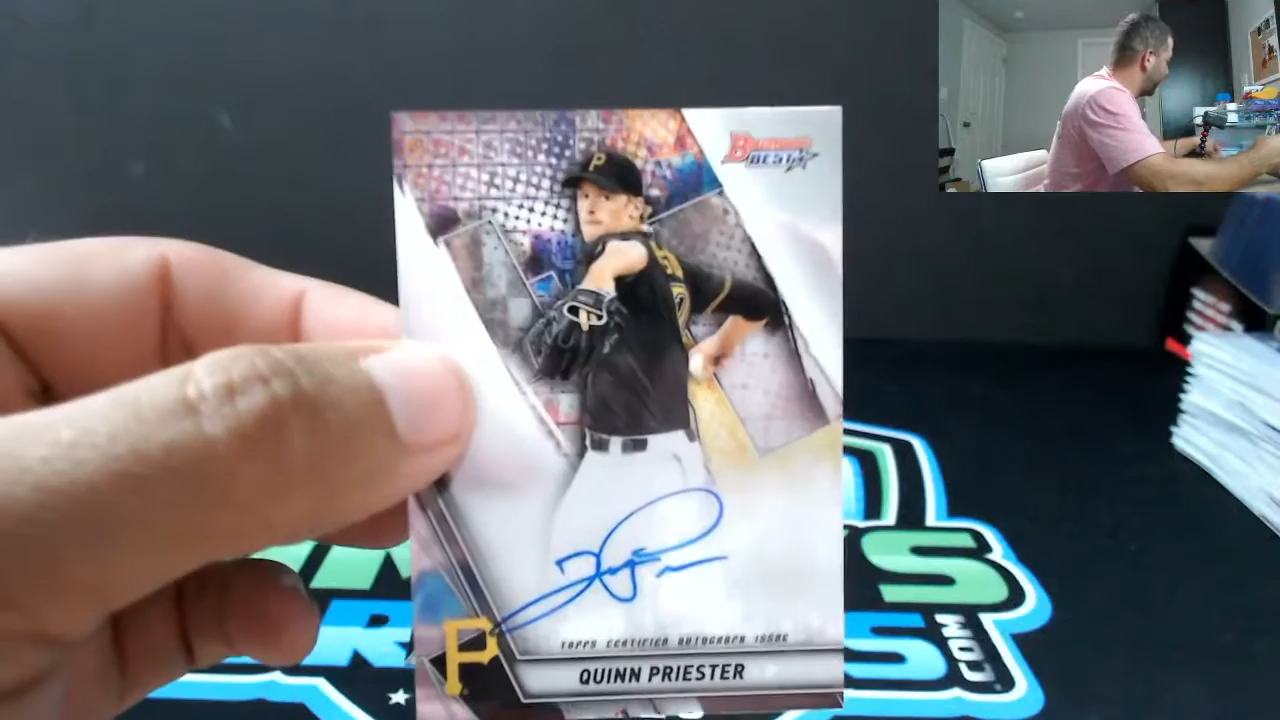 P
BOWMAN'S
BEST
TOPPS CERTIFIED AUTOGRAPH ISSUE
P
QUINN PRIESTER
.COM